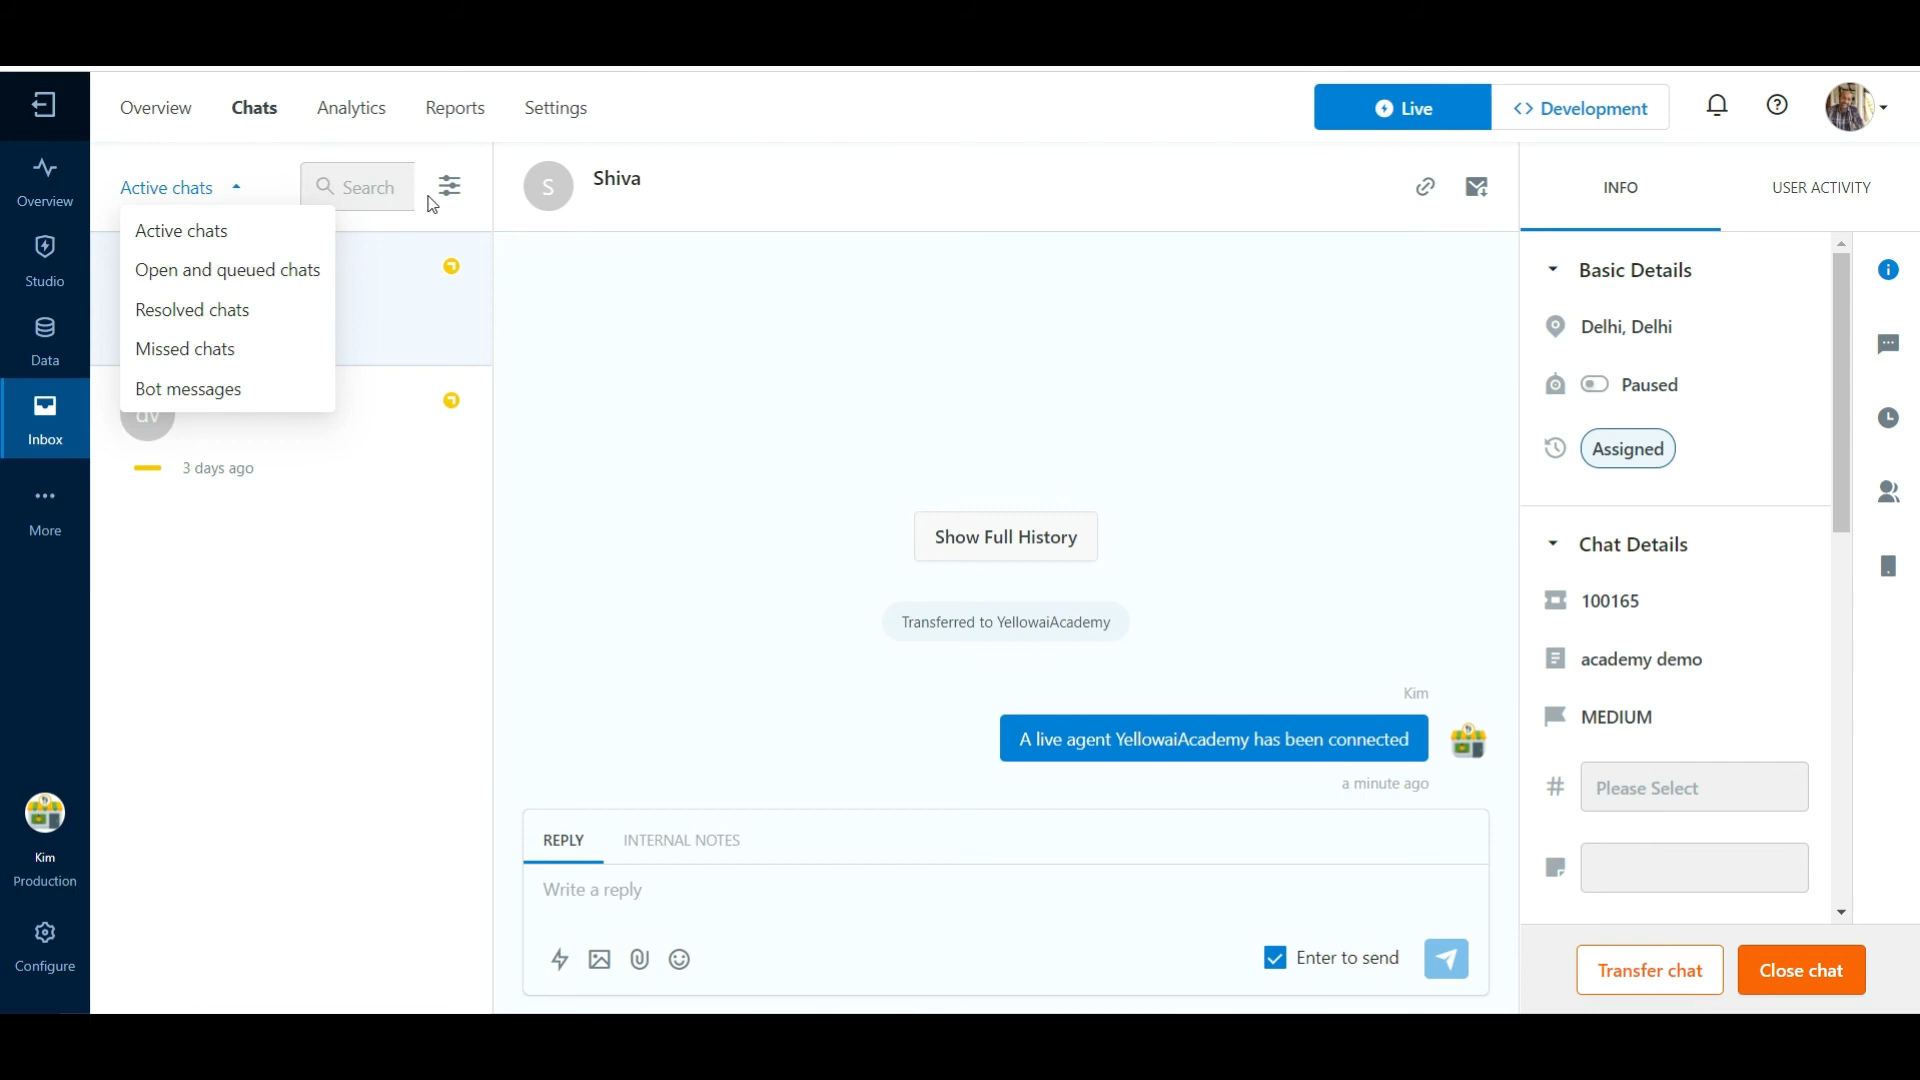 Overview
Chats
Analytics
Reports
Settings
Live
<> Development
Overview
Studio
Data
Inbox
More
Kim
Production
Configure
Active chats
Search
Active chats
Open and queued chats
Resolved chats
Missed chats
Bot messages
dv
3 days ago
S
Shiva
Show Full History
Transferred to YellowaiAcademy
Kim
A live agent YellowaiAcademy has been connected
a minute ago
REPLY
INTERNAL NOTES
Write a reply
Enter to send
INFO
USER ACTIVITY
Basic Details
Delhi, Delhi
Paused
Assigned
Chat Details
100165
academy demo
MEDIUM
# Please Select
Transfer chat
Close chat